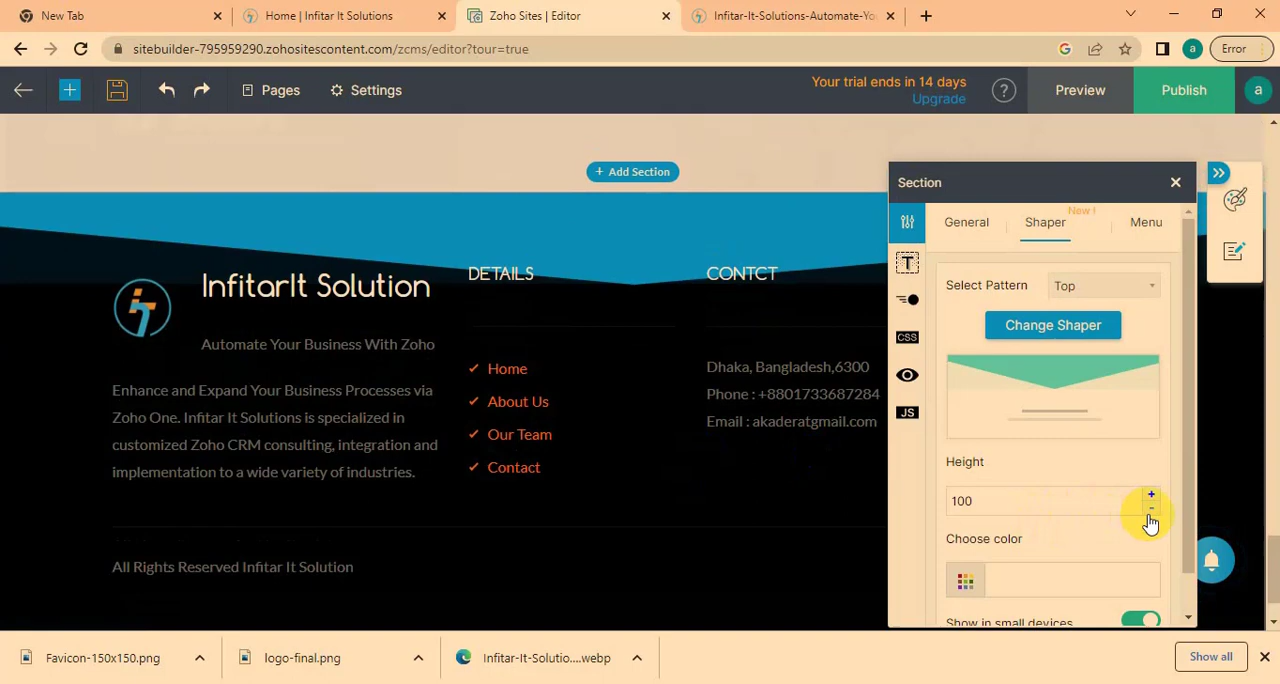 New Tab
Home | Infitar It Solutions
Zoho Sites | Editor
Infitar-It-Solutions-Automate-Yo
sitebuilder-795959290.zohositescontent.com/zcms/editor?tour=true
a
Error
Pages
Settings
Your trial ends in 14 days
Upgrade
?
Preview
Publish
a
+ Add Section
Section
General
Shaper
New !
Menu
Select Pattern
Top
Change Shaper
CSS
JS
Height
100
Choose color
Show in small devices
InfitarIt Solution
Automate Your Business With Zoho
Enhance and Expand Your Business Processes via
Zoho One. Infitar It Solutions is specialized in
customized Zoho CRM consulting, integration and
implementation to a wide variety of industries.
DETAILS
Home
About Us
Our Team
Contact
CONTCT
Dhaka, Bangladesh,6300
Phone : +8801733687284
Email : akaderatgmail.com
All Rights Reserved Infitar It Solution
Favicon-150x150.png
logo-final.png
Infitar-It-Solutio....webp
Show all